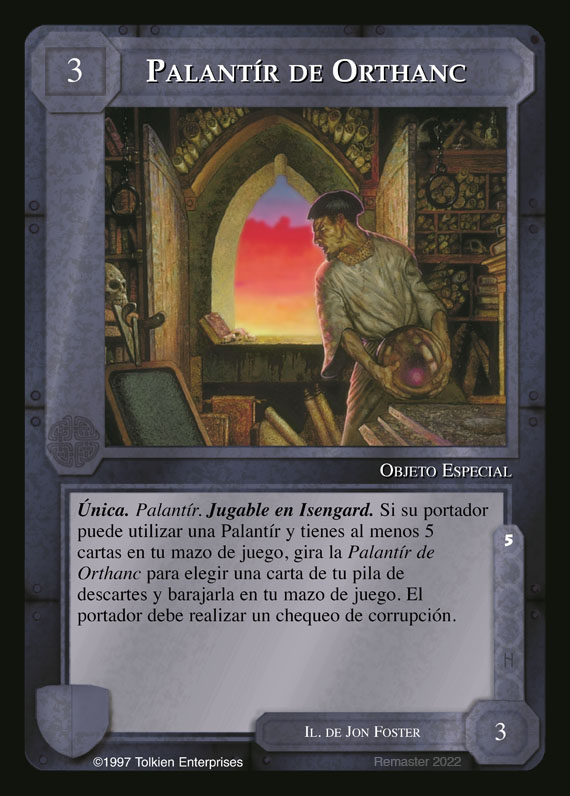 3
PALANTÍR DE ORTHANC
OBJETO ESPECIAL
Única. Palantír. Jugable en Isengard. Si su portador
puede utilizar una Palantír y tienes al menos 5
cartas en tu mazo de juego, gira la Palantír de
Orthanc para elegir una carta de tu pila de
descartes y barajarla en tu mazo de juego. El
portador debe realizar un chequeo de corrupción.
5
H
IL. DE JON FOSTER
3
©1997 Tolkien Enterprises
Remaster 2022